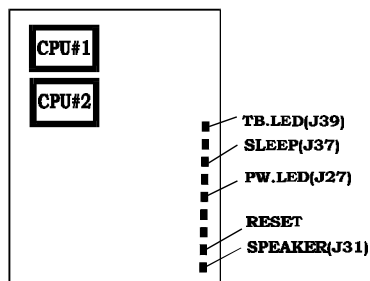 CPU#1
CPU#2
TB.LED(J39)
SLEEP(J37)
PW.LED(J27)
RESET
SPEAKER(J31)